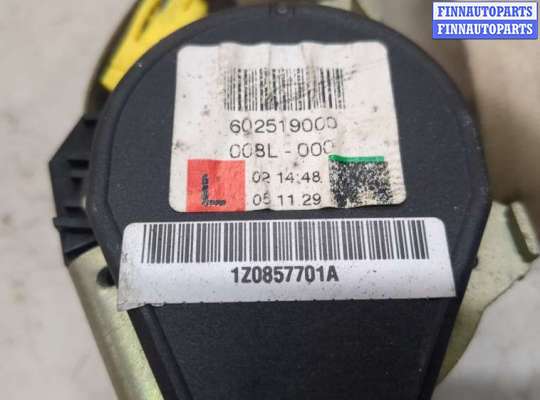 FINNAUTOPARTS
FINNAUTOPARTS
602519000
008L - 000
L 02 14:48
05 11.29
1Z0857701A